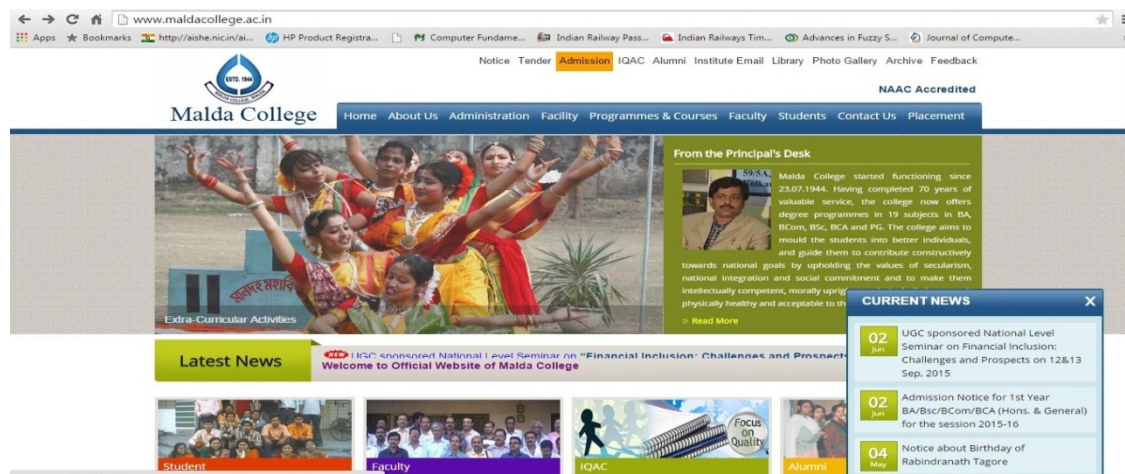 www.maldacollege.ac.in
Apps Bookmarks http://aishe.nic.in/ai... HP Product Registra... Computer Fundame... Indian Railway Pass... Indian Railways Tim... Advances in Fuzzy S... Journal of Compute...
Notice Tender Admission IQAC Alumni Institute Email Library Photo Gallery Archive Feedback
ESTD. 1944
NAAC Accredited
Malda College
Home About Us Administration Facility Programmes & Courses Faculty Students Contact Us Placement
From the Principal's Desk
59/5A,
Malda College started functioning since
23.07.1944. Having completed 70 years of
valuable service, the college now offers
degree programmes in 19 subjects in BA,
BCom, BSc, BCA and PG. The college aims to
mould the students into better individuals,
and guide them to contribute constructively
towards national goals by upholding the values of secularism,
national integration and social commitment and to make them
intellectually competent, morally
physically healthy and acceptable to
» Read More
Extra-Curricular Activities
Latest News
NEW UGC sponsored National Level Seminar on "Financial Inclusion: Challenges and Prospects
Welcome to Official Website of Malda College
CURRENT NEWS X
02 Jun
UGC sponsored National Level
Seminar on Financial Inclusion:
Challenges and Prospects on 12&13
Sep, 2015
02 Jun
Admission Notice for 1st Year
BA/Bsc/BCom/BCA (Hons. & General)
for the session 2015-16
04 May
Notice about Birthday of
Rabindranath Tagore
Student
Faculty
Focus
on
Quality
IQAC
Alumni